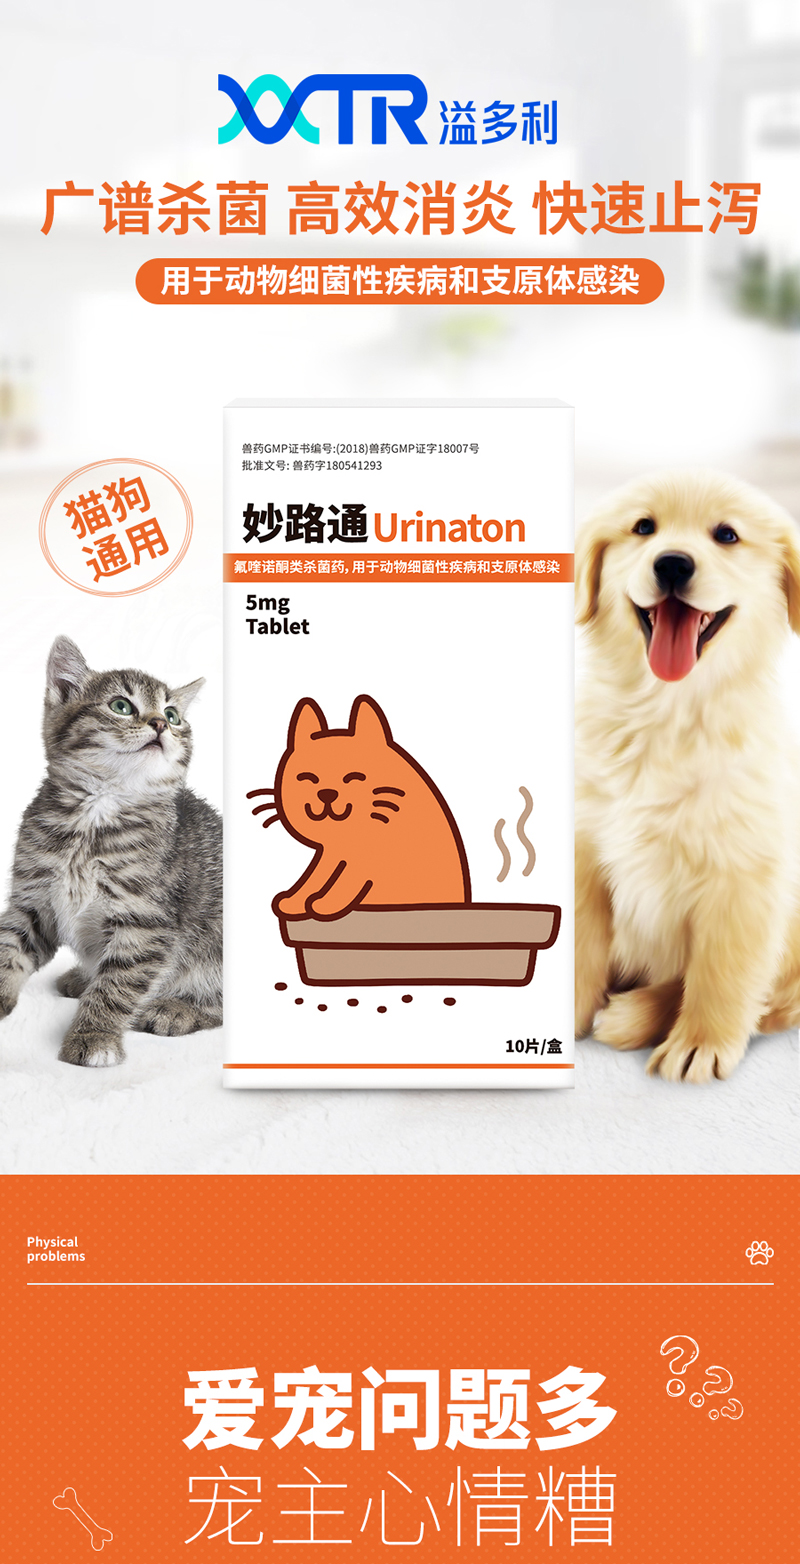 XXTR 溢多利
广谱杀菌 高效消炎 快速止泻
用于动物细菌性疾病和支原体感染
兽药GMP证书编号:(2018)兽药GMP证字18007号
批准文号: 兽药字180541293
猫狗
通用
妙路通Urinaton
氟喹诺酮类杀菌药, 用于动物细菌性疾病和支原体感染
5mg
Tablet
10片/盒
Physical
problems
爱宠问题多
宠主心情糟